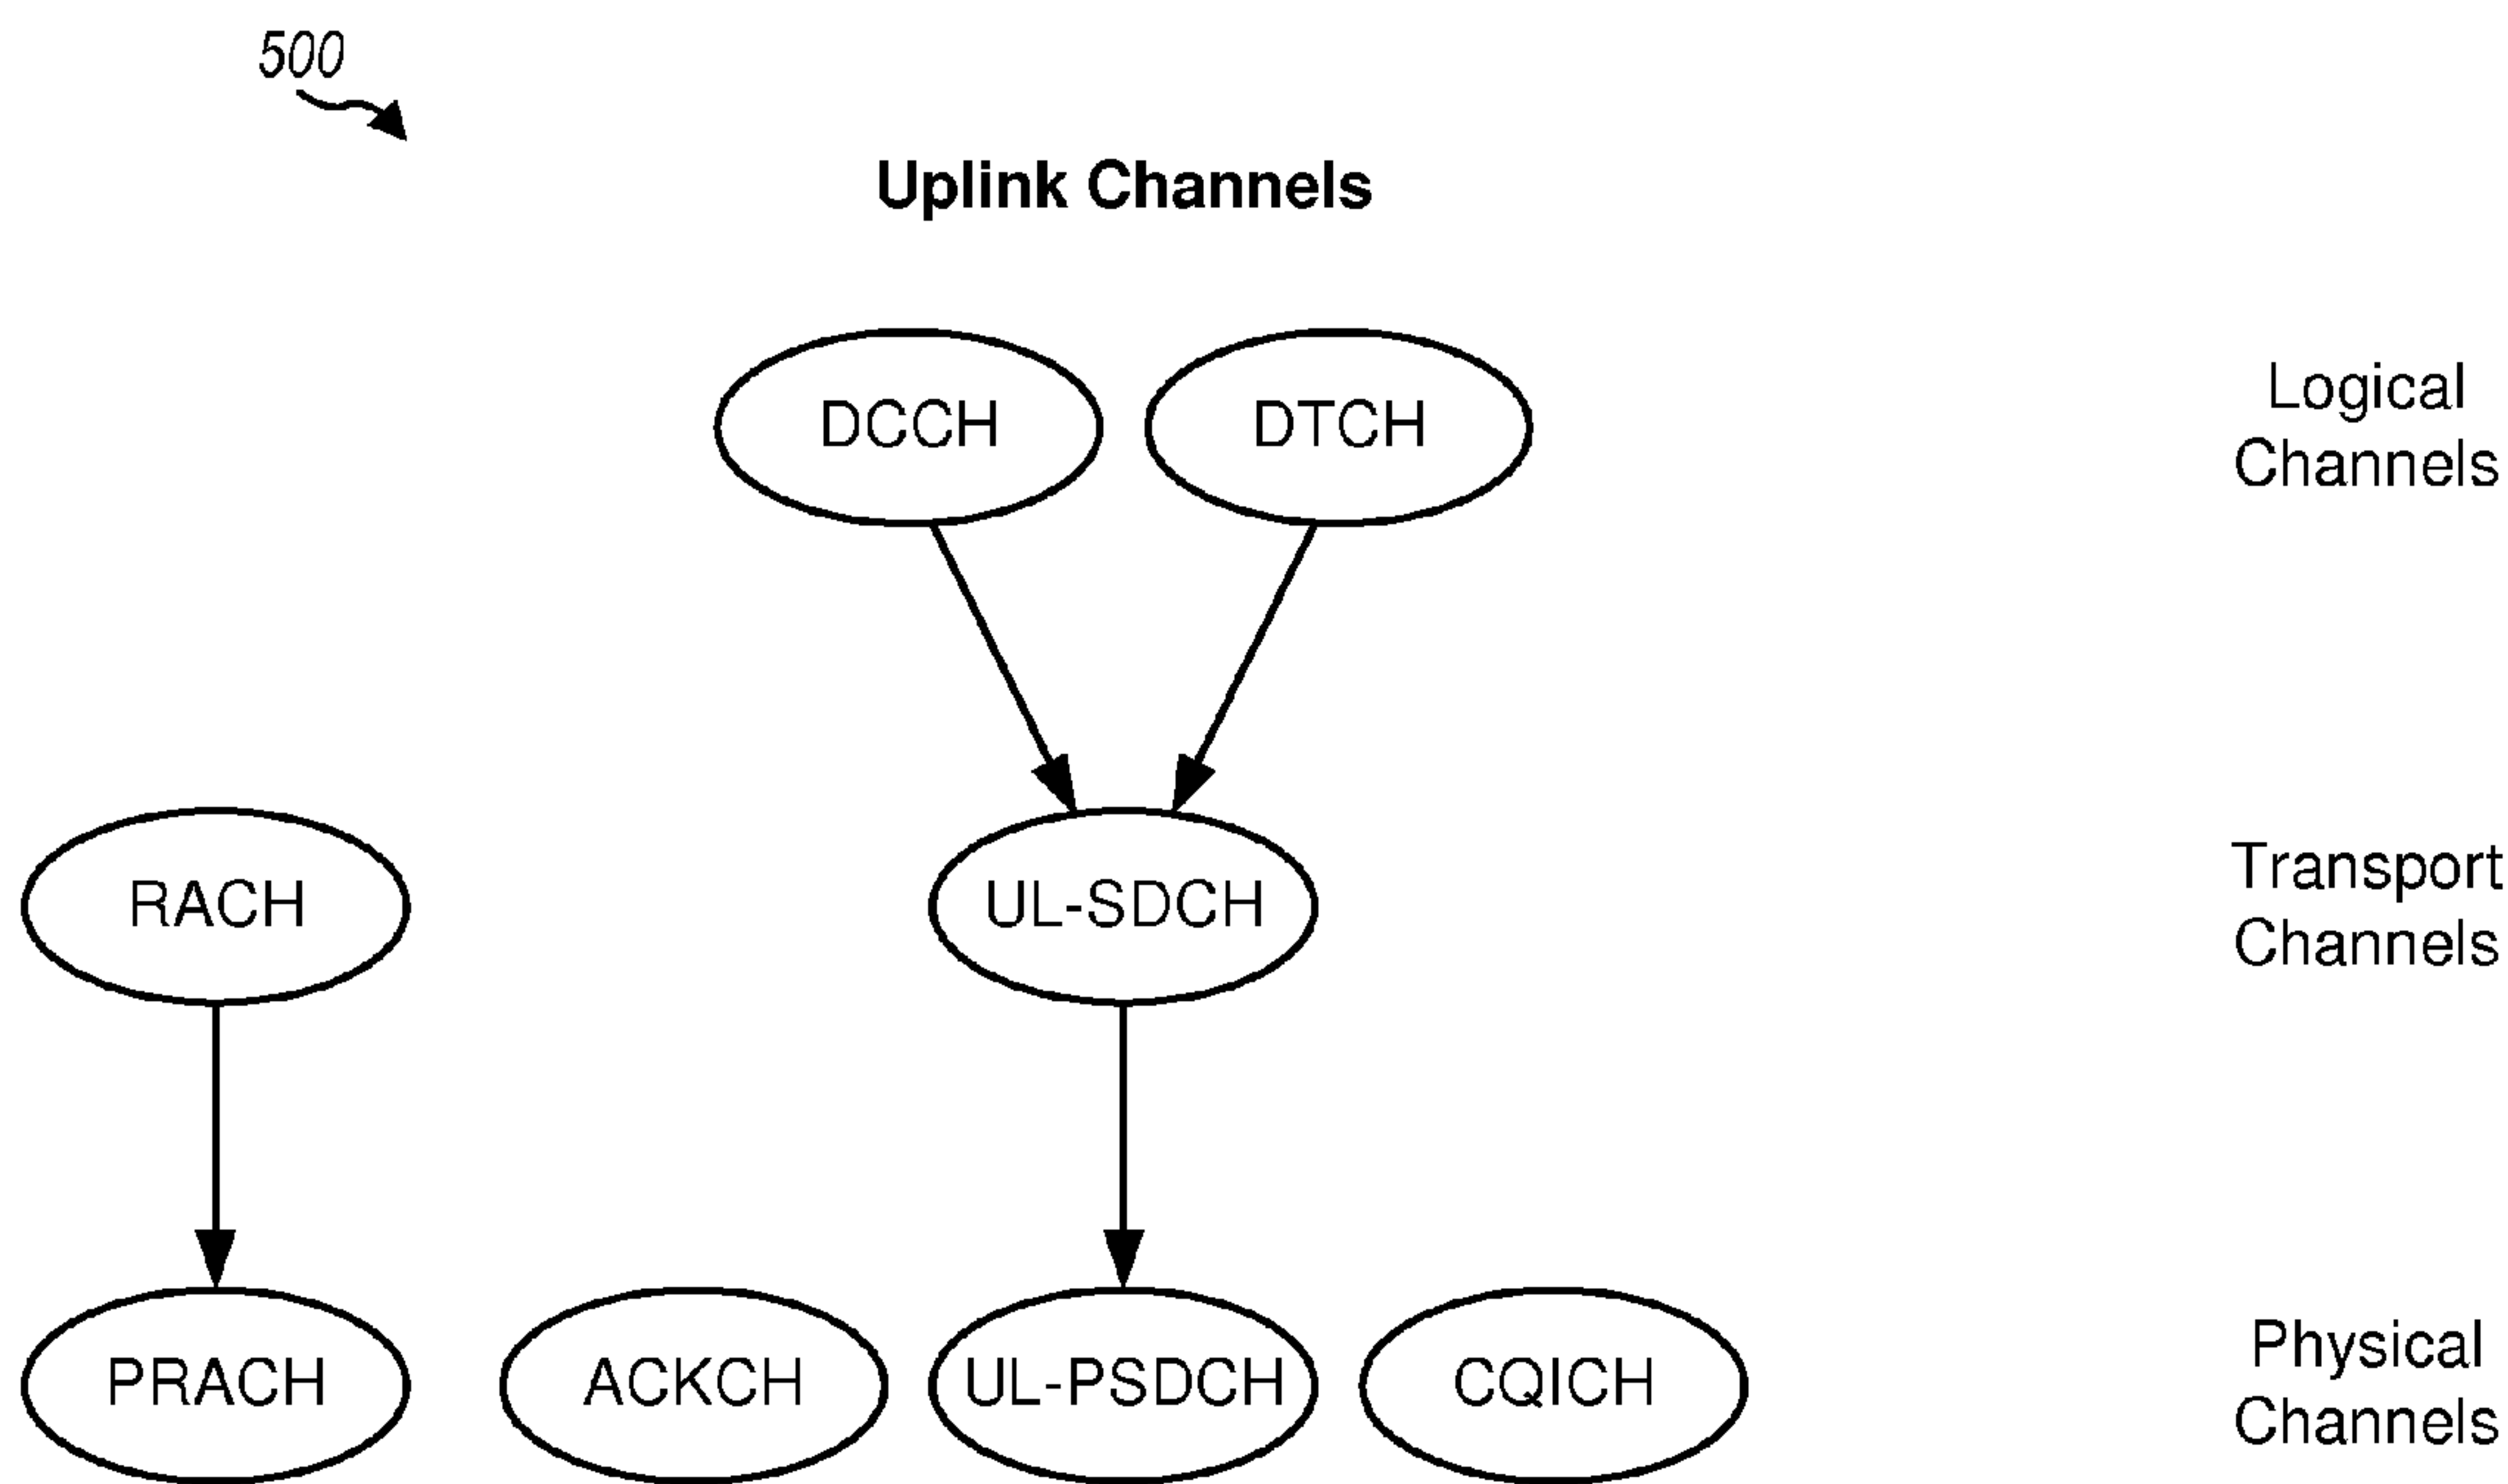 500
Uplink Channels
DCCH DTCH Logical
Channels
RACH UL-SDCH Transport
Channels
PRACH ACKCH UL-PSDCH CQICH Physical
Channels